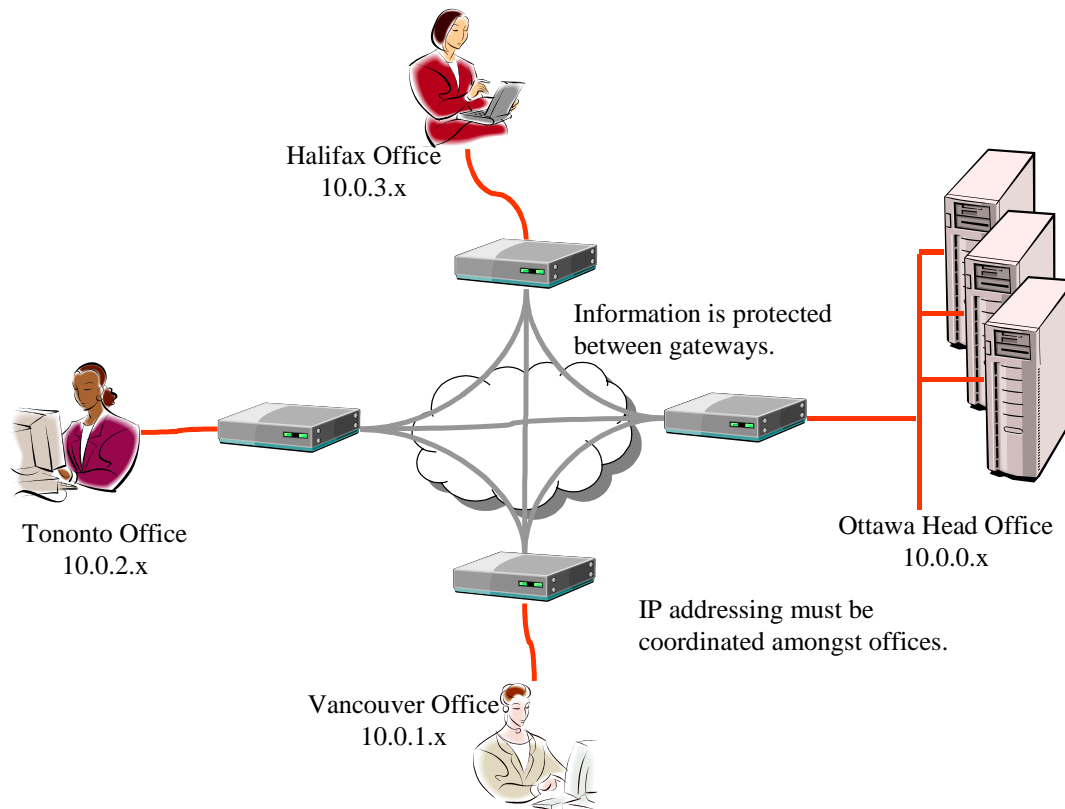 Halifax Office
10.0.3.x
Information is protected
between gateways.
Tononto Office
10.0.2.x
Ottawa Head Office
10.0.0.x
IP addressing must be
coordinated amongst offices.
Vancouver Office
10.0.1.x